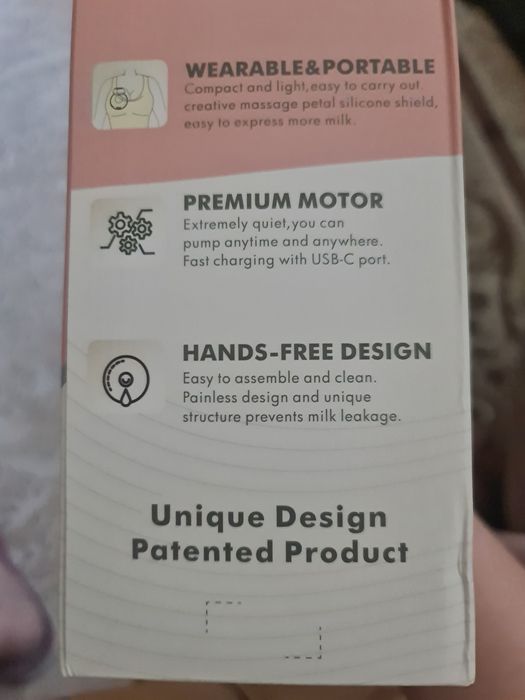 WEARABLE&PORTABLE
Compact and light,easy to carry out
creative massage petal silicone shield,
easy to express more milk.
PREMIUM MOTOR
Extremely quiet,you can
pump anytime and anywhere.
Fast charging with USB-C port.
HANDS-FREE DESIGN
Easy to assemble and clean.
Painless design and unique
structure prevents milk leakage.
Unique Design
Patented Product